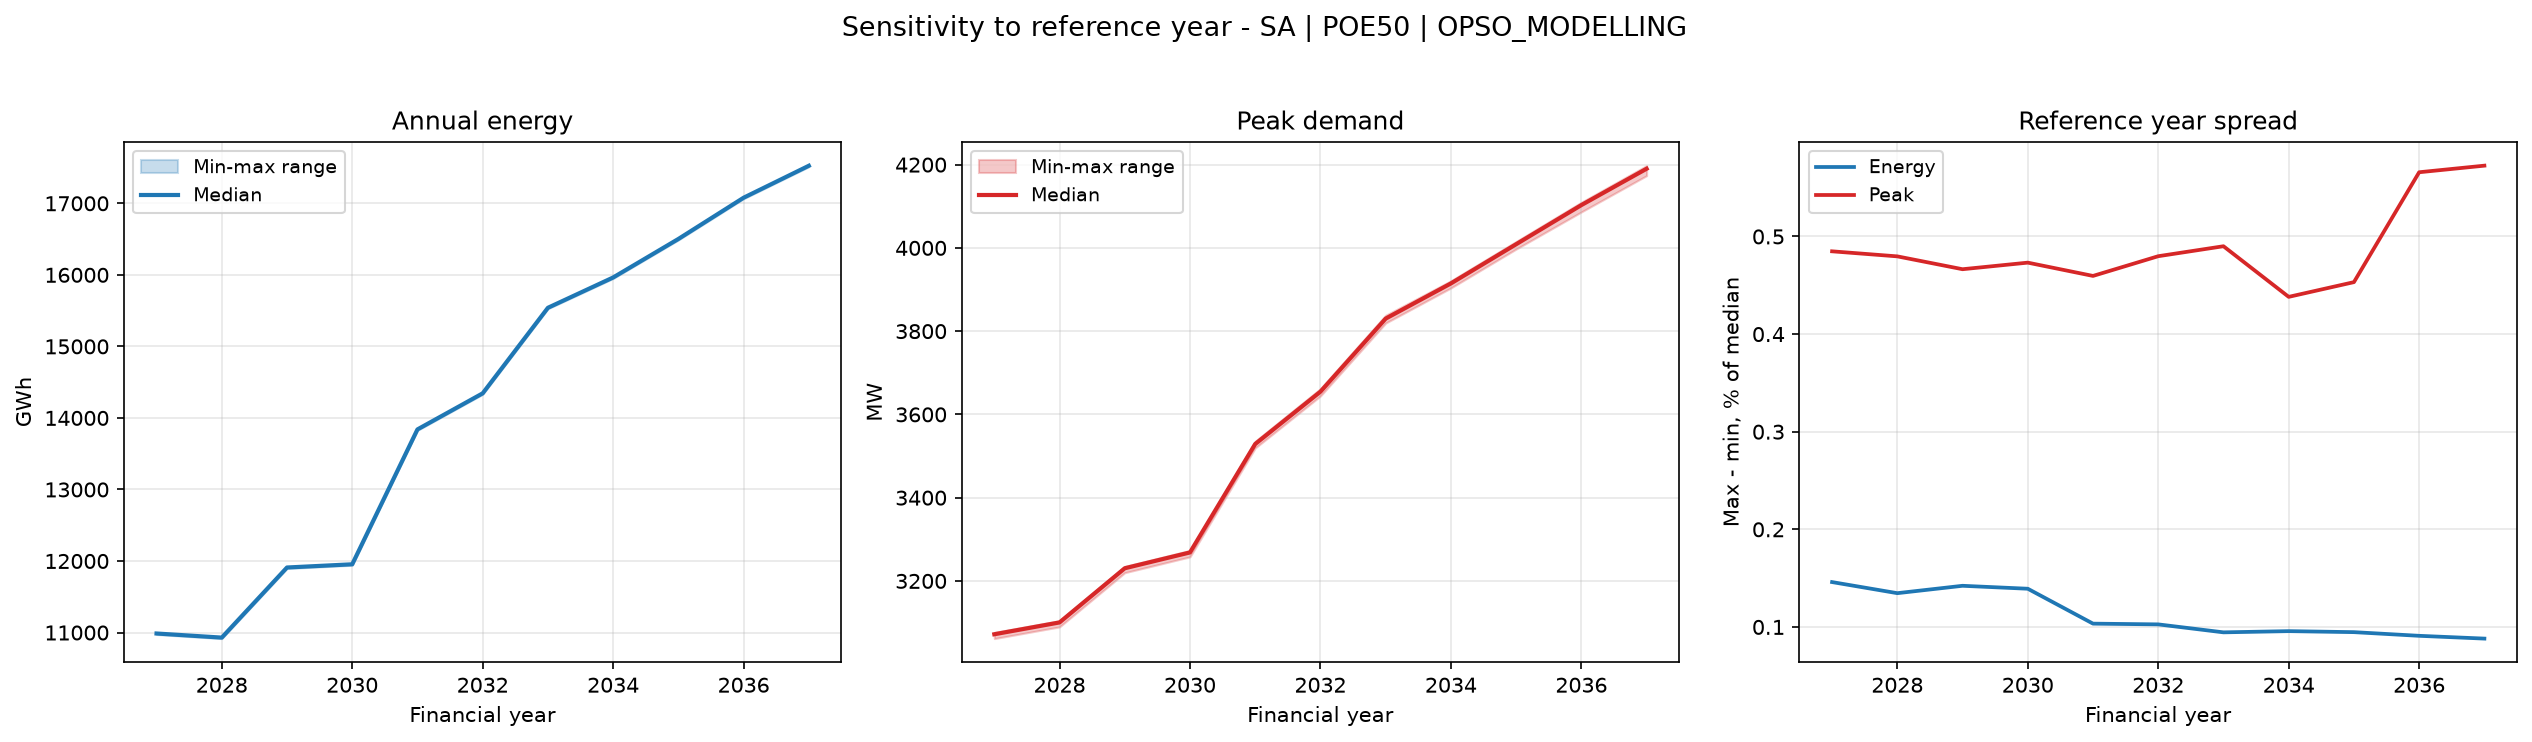 Sensitivity to reference year - SA | POE50 | OPSO_MODELLING
Annual energy
Min-max range
Median
GWh
17000
16000
15000
14000
13000
12000
11000
2028 2030 2032 2034 2036
Financial year
Peak demand
Min-max range
Median
MW
4200
4000
3800
3600
3400
3200
2028 2030 2032 2034 2036
Financial year
Reference year spread
Energy
Peak
Max - min, % of median
0.5
0.4
0.3
0.2
0.1
2028 2030 2032 2034 2036
Financial year